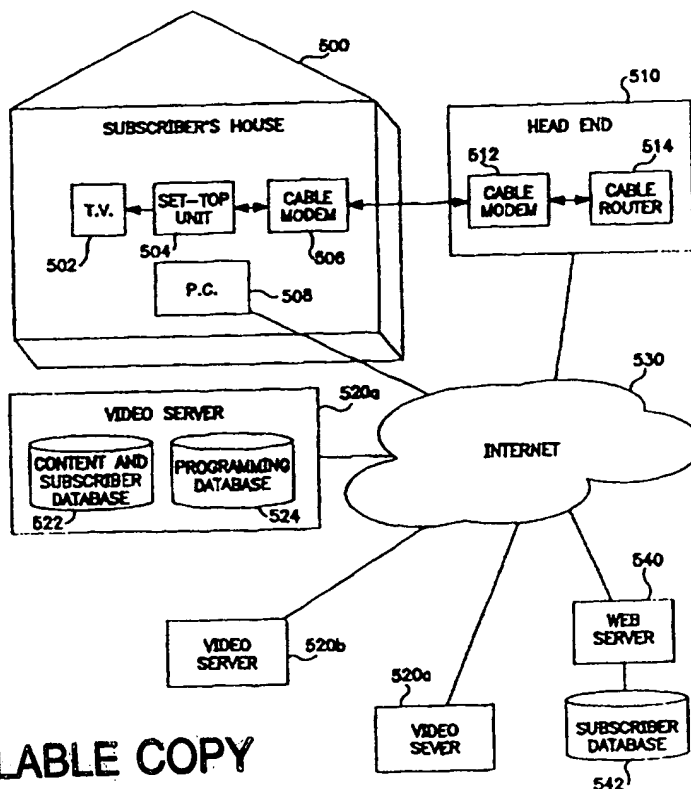 500
510
SUBSCRIBER'S HOUSE
HEAD END
512
514
T.V.
SET-TOP
UNIT
CABLE
MODEM
CABLE
MODEM
CABLE
ROUTER
502
504
506
P.C.
508
520a
530
VIDEO SERVER
CONTENT AND
SUBSCRIBER
DATABASE
PROGRAMMING
DATABASE
INTERNET
522
524
540
VIDEO
SERVER
520b
WEB
SERVER
520a
VIDEO
SEVER
SUBSCRIBER
DATABASE
542
LABLE COPY